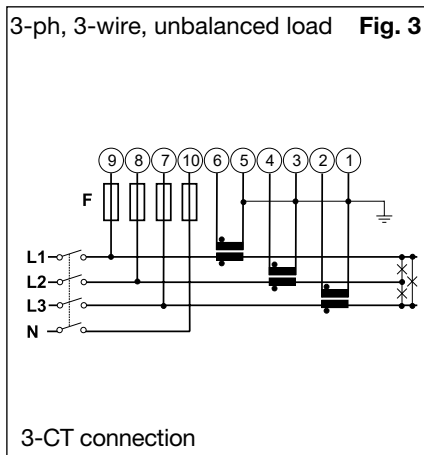 3-ph, 3-wire, unbalanced load Fig. 3
9 8 7 10 6 5 4 3 2 1
F
L1
L2
L3
N
3-CT connection